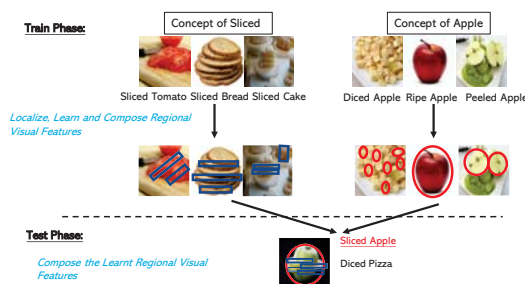 Train Phase:
Concept of Sliced
Concept of Apple
Sliced Tomato Sliced Bread Sliced Cake
Diced Apple Ripe Apple Peeled Apple
Localize, Learn and Compose Regional
Visual Features
Test Phase:
Sliced Apple
Diced Pizza
Compose the Learnt Regional Visual
Features